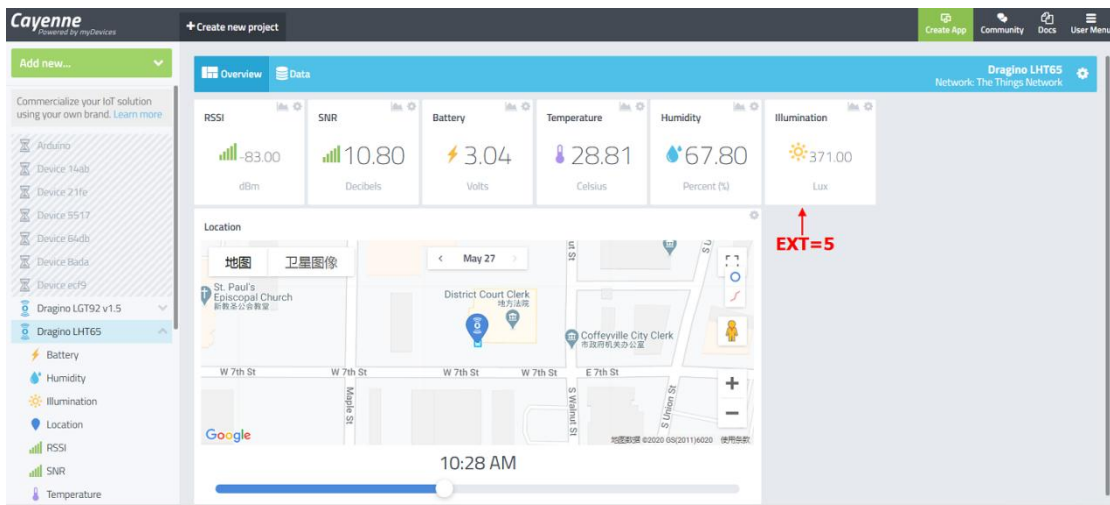 Cayenne
Powered by myDevices
+ Create new project
Create App
Community
Docs
User Menu
Add new...
Commercialize your IoT solution
using your own brand. Learn more
Arduino
Device 14ab
Device 21fe
Device 5517
Device 64db
Device 8ada
Device ecf9
Dragino LGT92 v1.5
Dragino LHT65
Battery
Humidity
Illumination
Location
RSSI
SNR
Temperature
Overview
Data
Dragino LHT65
Network: The Things Network
RSSI
-83.00
dBm
SNR
10.80
Decibels
Battery
3.04
Volts
Temperature
28.81
Celsius
Humidity
67.80
Percent (%)
Illumination
371.00
Lux
EXT=5
Location
地图
卫星图像
May 27
St. Paul's
Episcopal Church
新教圣公会教堂
District Court Clerk
地方法院
Coffeyville City Clerk
市政府机关办公室
W 7th St
W 7th St
W 7th St
W 7th St
E 7th St
Maple St
S Walnut St
S Union St
Google
地图数据 ©2020 GS(2011)6020
使用条款
10:28 AM